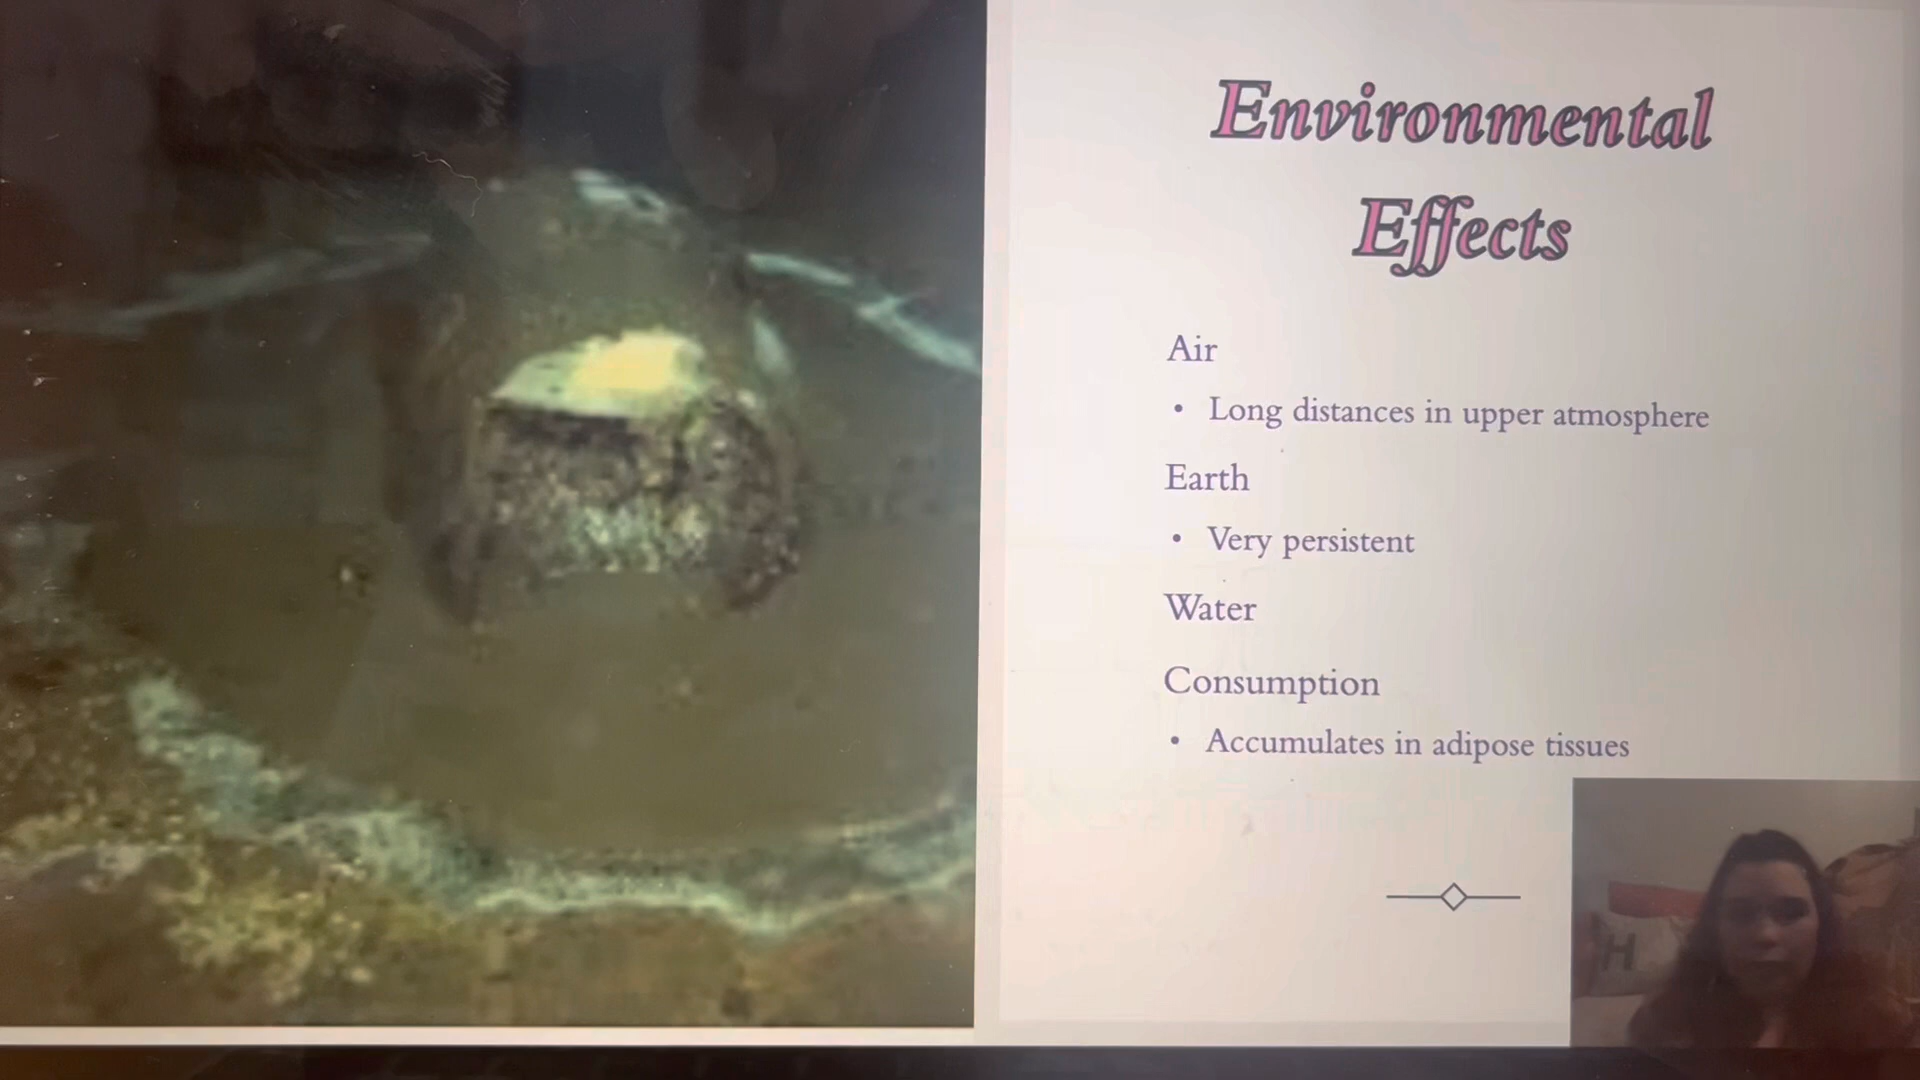 Environmental
Effects
Air
• Long distances in upper atmosphere
Earth
• Very persistent
Water
Consumption
• Accumulates in adipose tissues
H